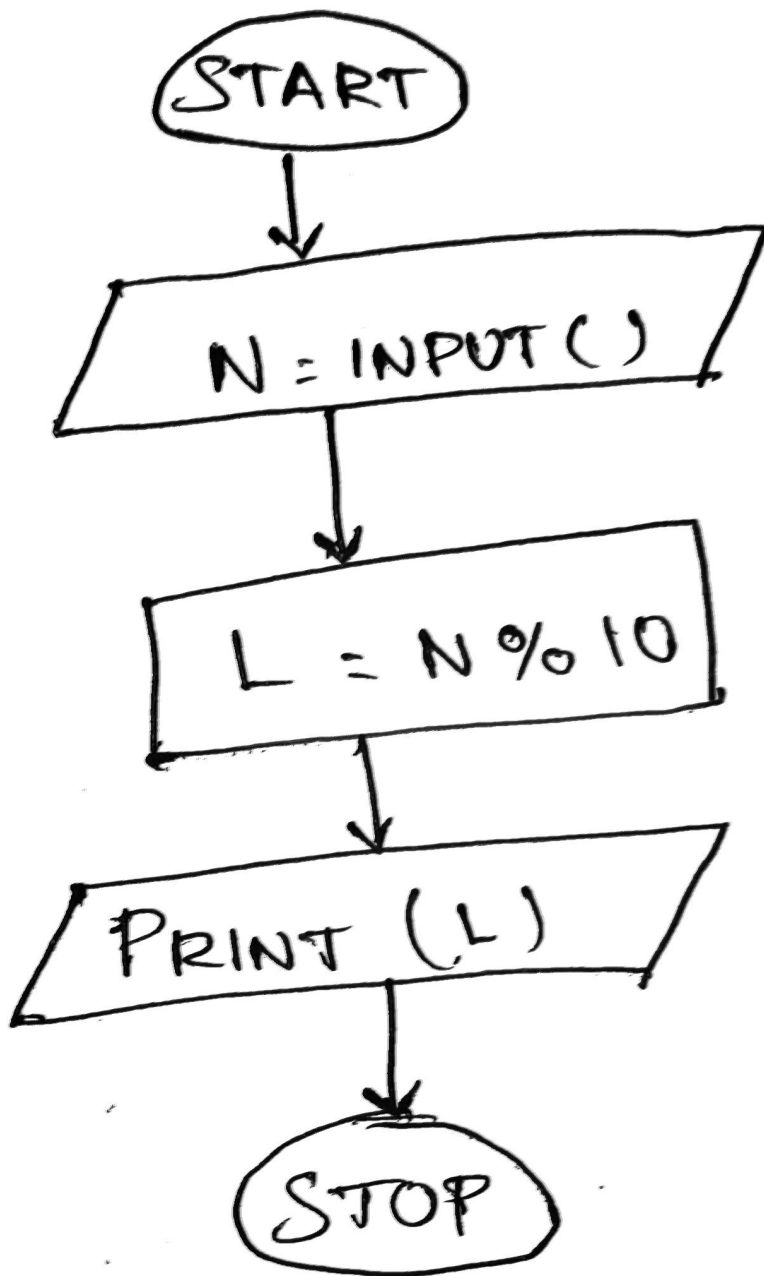 START
N = INPUT()
L = N % 10
PRINT (L)
STOP